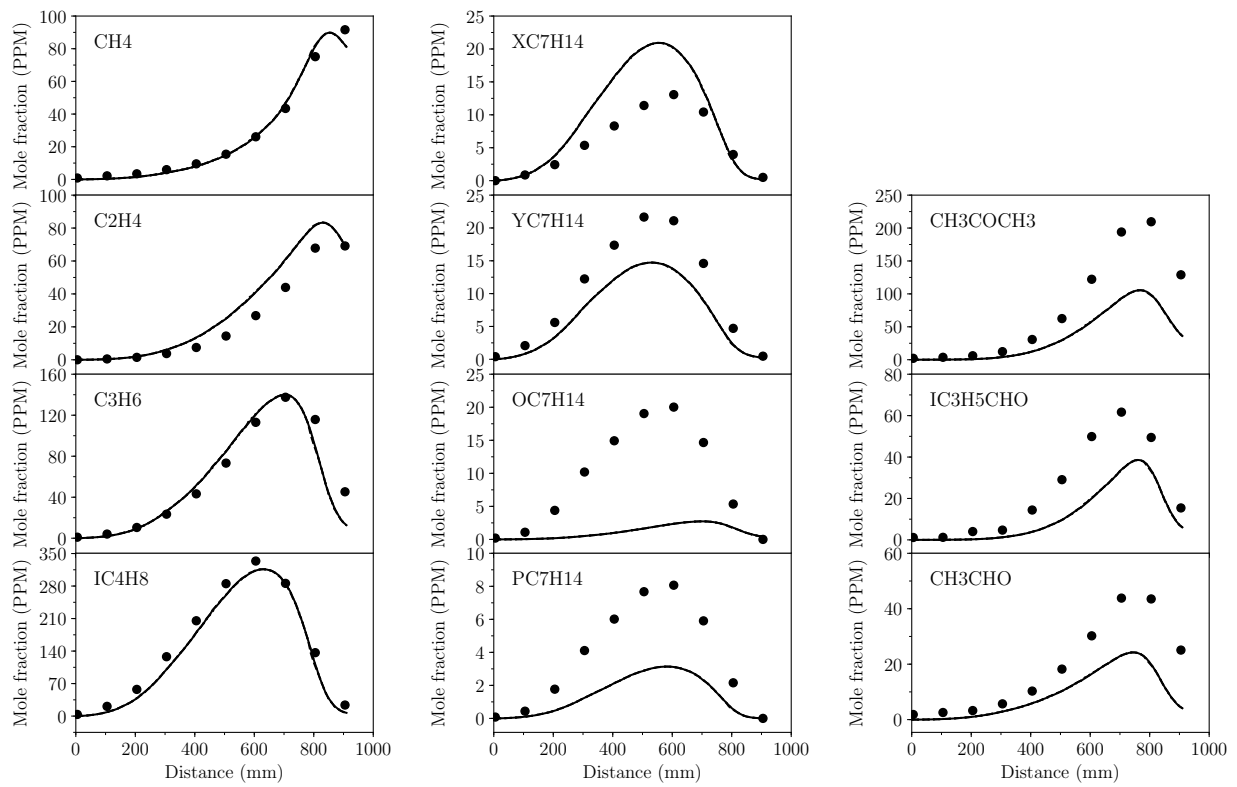 Mole fraction (PPM)
100
80
60
40
20
0
CH4
Mole fraction (PPM)
100
80
60
40
20
0
C2H4
Mole fraction (PPM)
160
120
80
40
0
C3H6
Mole fraction (PPM)
350
280
210
140
70
0
IC4H8
0 200 400 600 800 1000
Distance (mm)
Mole fraction (PPM)
25
20
15
10
5
0
XC7H14
Mole fraction (PPM)
25
20
15
10
5
0
YC7H14
Mole fraction (PPM)
25
20
15
10
5
0
OC7H14
Mole fraction (PPM)
10
8
6
4
2
0
PC7H14
0 200 400 600 800 1000
Distance (mm)
Mole fraction (PPM)
250
200
150
100
50
0
CH3COCH3
Mole fraction (PPM)
80
60
40
20
0
IC3H5CHO
Mole fraction (PPM)
60
40
20
0
CH3CHO
0 200 400 600 800 1000
Distance (mm)